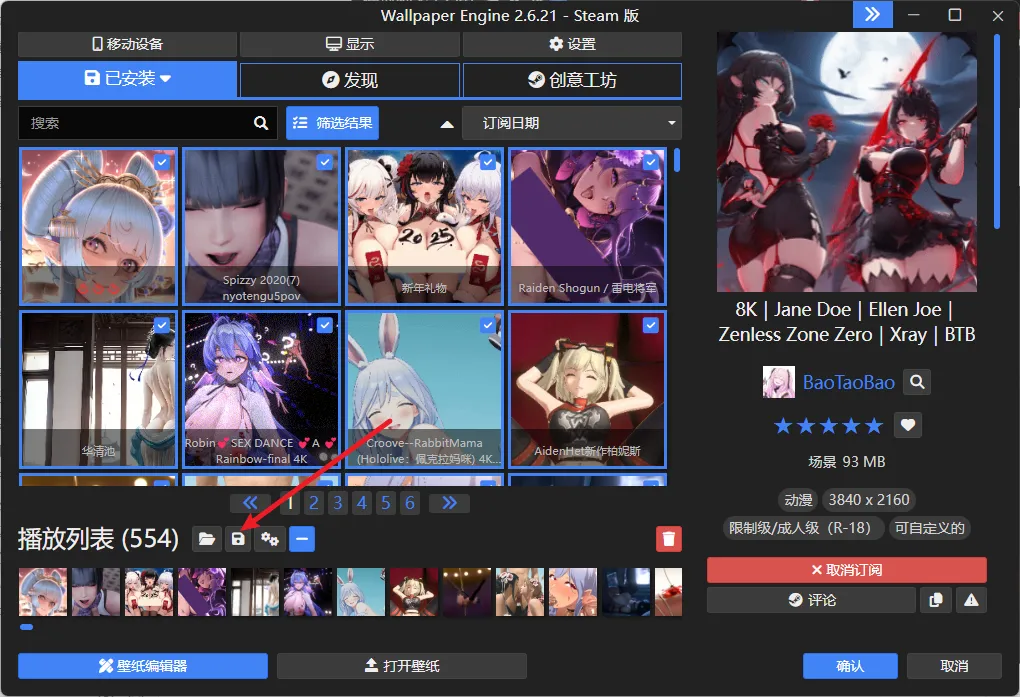 Wallpaper Engine 2.6.21 - Steam 版
移动设备
显示
设置
已安装
发现
创意工坊
搜索
筛选结果
订阅日期
2025
Spizzy 2020(7)
nyotengu5pov
新年礼物
Raiden Shogun / 雷电将军
华清池
Robin💕SEX DANCE 💕A 💕
Rainbow-final 4K
Croove--RabbitMama
(Hololive：佩克拉妈咪) 4K...
AidenHet新作柏妮斯
1 2 3 4 5 6
播放列表 (554)
壁纸编辑器
打开壁纸
8K | Jane Doe | Ellen Joe |
Zenless Zone Zero | Xray | BTB
BaoTaoBao
场景 93 MB
动漫
3840 x 2160
限制级/成人级（R-18）
可自定义的
取消订阅
评论
确认
取消